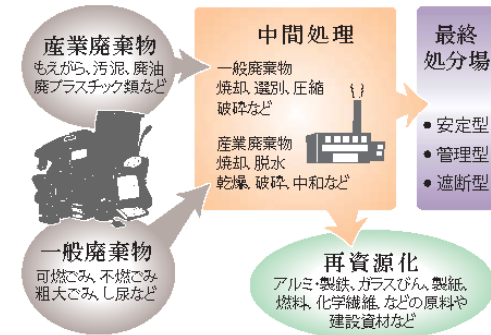 産業廃棄物
もえがら、汚泥、廃油
廃プラスチック類など
中間処理
一般廃棄物
焼却、選別、圧縮
破砕など
産業廃棄物
焼却、脱水
乾燥、破砕、中和など
最終
処分場
● 安定型
● 管理型
● 遮断型
一般廃棄物
可燃ごみ、不燃ごみ
粗大ごみ、し尿など
再資源化
アルミ・製鉄、ガラスびん、製紙、
燃料、化学繊維、などの原料や
建設資材など